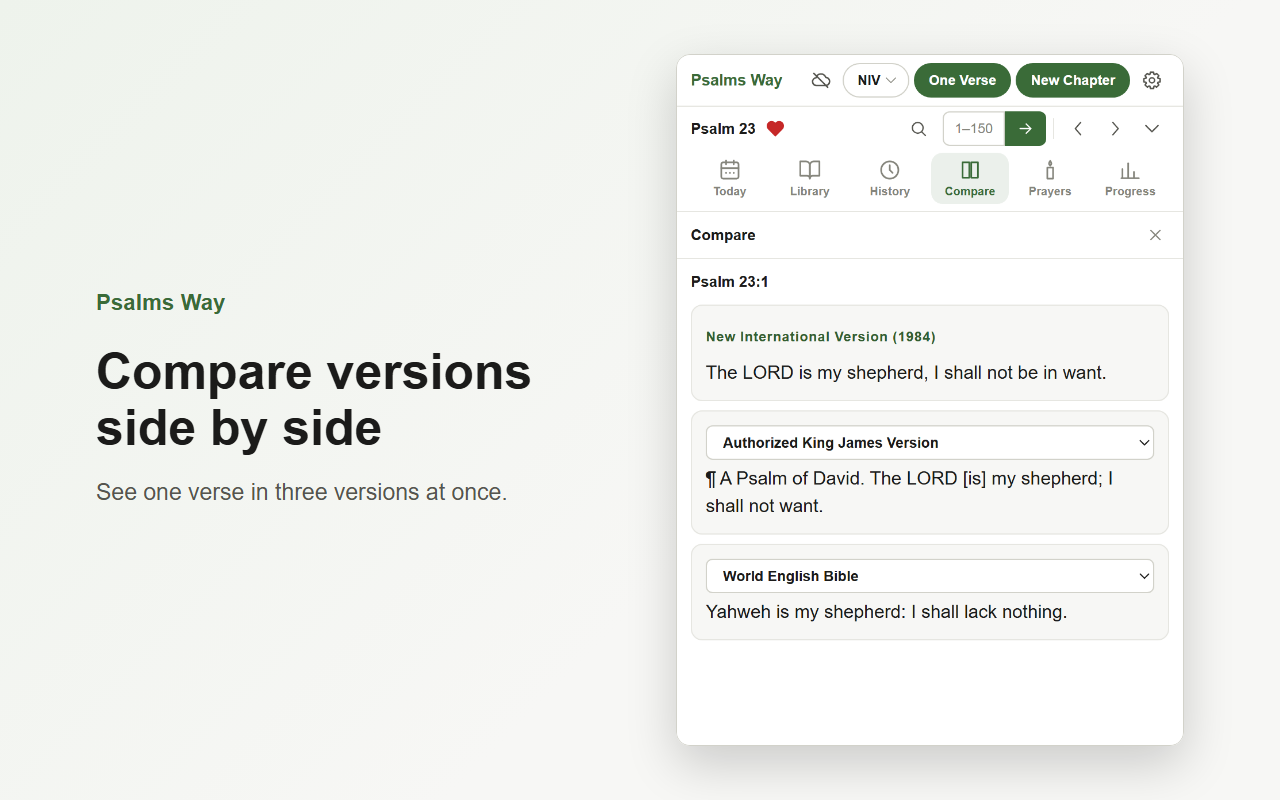 Psalms Way
Compare versions
side by side
See one verse in three versions at once.
Psalms Way NIV One Verse New Chapter
Psalm 23 1–150
Today Library History Compare Prayers Progress
Compare
Psalm 23:1
New International Version (1984)
The LORD is my shepherd, I shall not be in want.
Authorized King James Version
¶ A Psalm of David. The LORD [is] my shepherd; I
shall not want.
World English Bible
Yahweh is my shepherd: I shall lack nothing.